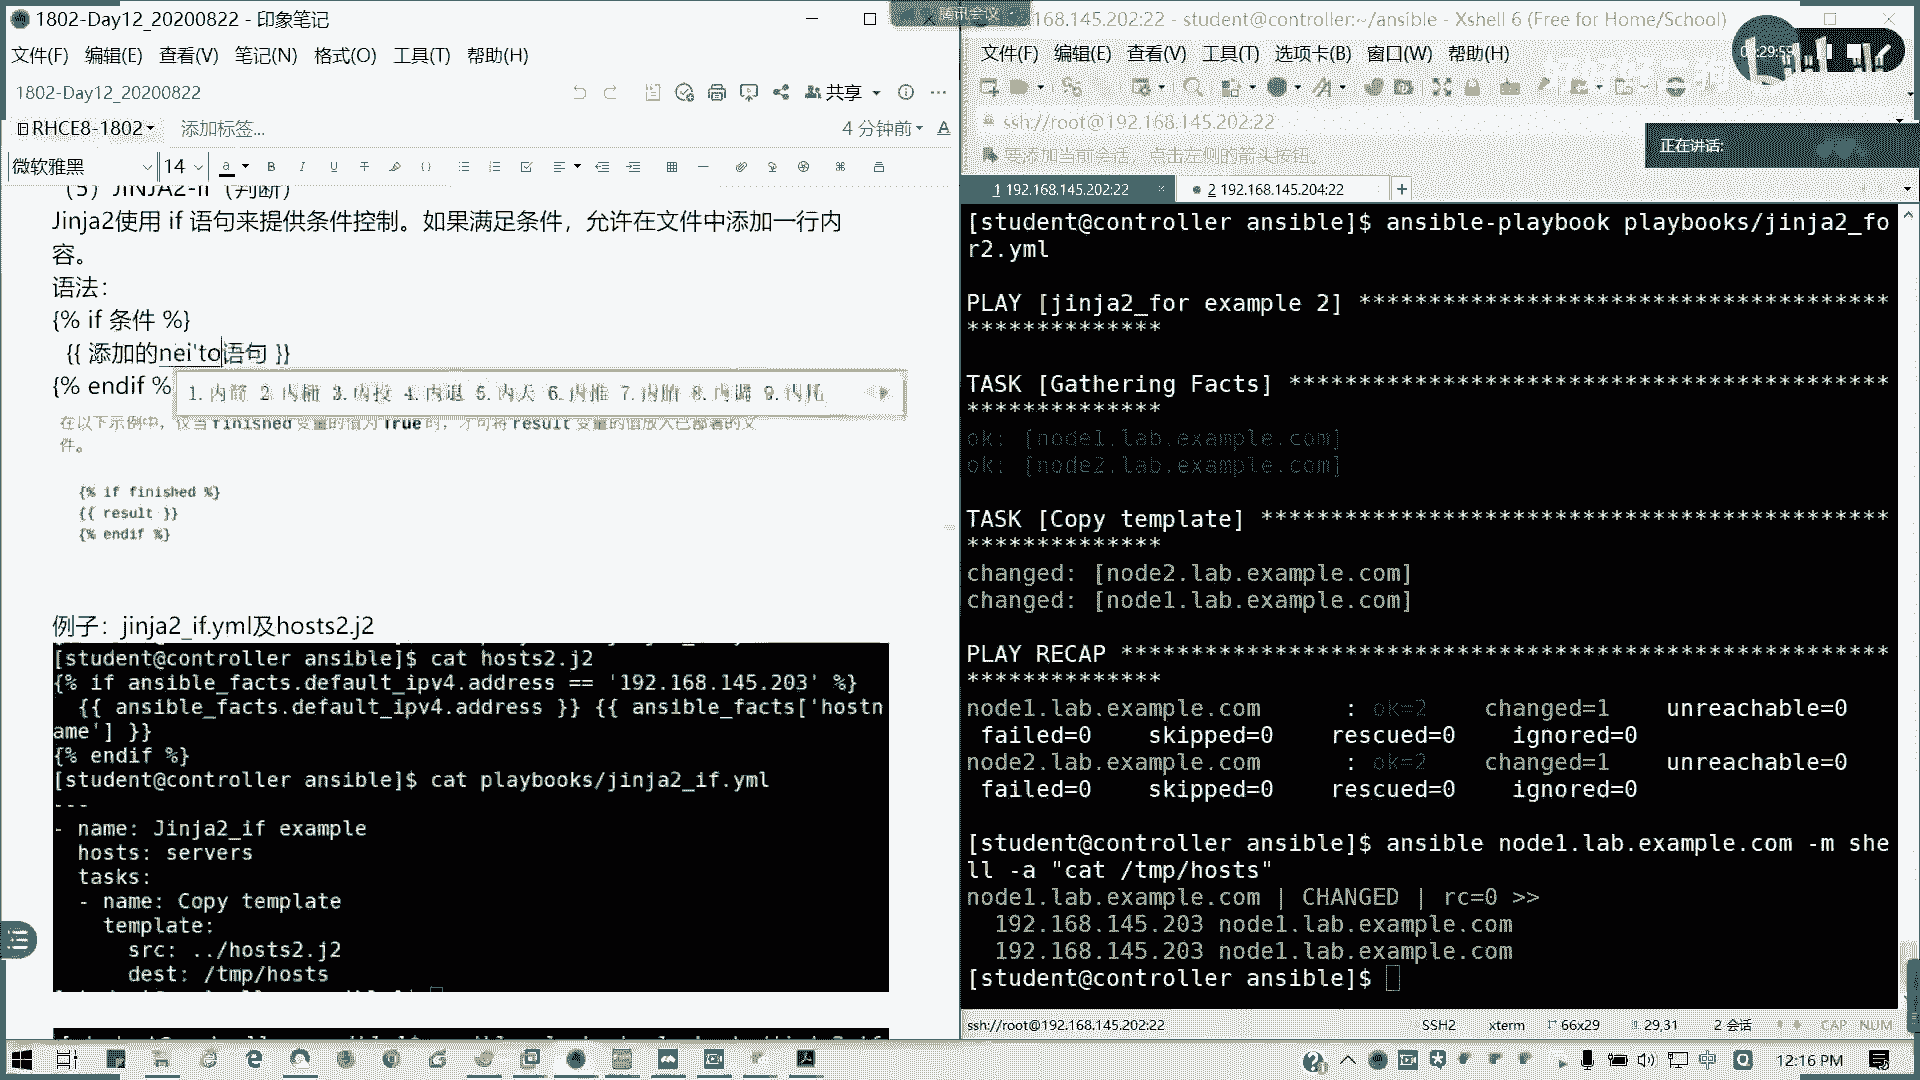 1802-Day12_20200822 - 印象笔记
文件(F) 编辑(E) 查看(V) 笔记(N) 格式(O) 工具(T) 帮助(H)
1802-Day12_20200822
共享
RHCE8-1802
添加标签...
4 分钟前
微软雅黑 14
（5）JINJA2-if（判断）
Jinja2使用 if 语句来提供条件控制。如果满足条件，允许在文件中添加一行内
容。
语法：
{% if 条件 %}
{{ 添加的nei'to语句 }}
{% endif %
1.内箭 2.内 3.内投 4.内退 5.内天 6.内推 7.内胎 8.内调 9.内托
在以下示例中，仅当 finished 变量的值为 True 时，才可将 result 变量的值放入已部署的文
件。
{% if finished %}
{{ result }}
{% endif %}
例子：jinja2_if.yml及hosts2.j2
[student@controller ansible]$ cat hosts2.j2
{% if ansible_facts.default_ipv4.address == '192.168.145.203' %}
{{ ansible_facts.default_ipv4.address }} {{ ansible_facts['hostn
ame'] }}
{% endif %}
[student@controller ansible]$ cat playbooks/jinja2_if.yml
---
- name: Jinja2_if example
hosts: servers
tasks:
- name: Copy template
template:
src: ../hosts2.j2
dest: /tmp/hosts
腾讯会议
168.145.202:22 - student@controller:~/ansible - Xshell 6 (Free for Home/School)
文件(F) 编辑(E) 查看(V) 工具(T) 选项卡(B) 窗口(W) 帮助(H)
:29:59
ssh://root@192.168.145.202:22
要添加当前会话，点击左侧的箭头按钮。
正在讲话:
1 192.168.145.202:22
2 192.168.145.204:22
[student@controller ansible]$ ansible-playbook playbooks/jinja2_fo
r2.yml
PLAY [jinja2_for example 2] ***************************************
**************
TASK [Gathering Facts] ********************************************
**************
ok: [node1.lab.example.com]
ok: [node2.lab.example.com]
TASK [Copy template] **********************************************
**************
changed: [node2.lab.example.com]
changed: [node1.lab.example.com]
PLAY RECAP *******************************************************
**************
node1.lab.example.com : ok=2 changed=1 unreachable=0
failed=0 skipped=0 rescued=0 ignored=0
node2.lab.example.com : ok=2 changed=1 unreachable=0
failed=0 skipped=0 rescued=0 ignored=0
[student@controller ansible]$ ansible node1.lab.example.com -m she
ll -a "cat /tmp/hosts"
node1.lab.example.com | CHANGED | rc=0 >>
192.168.145.203 node1.lab.example.com
192.168.145.203 node1.lab.example.com
[student@controller ansible]$
ssh://root@192.168.145.202:22 SSH2 xterm 66x29 29,31 2 会话 CAP NUM
中 12:16 PM